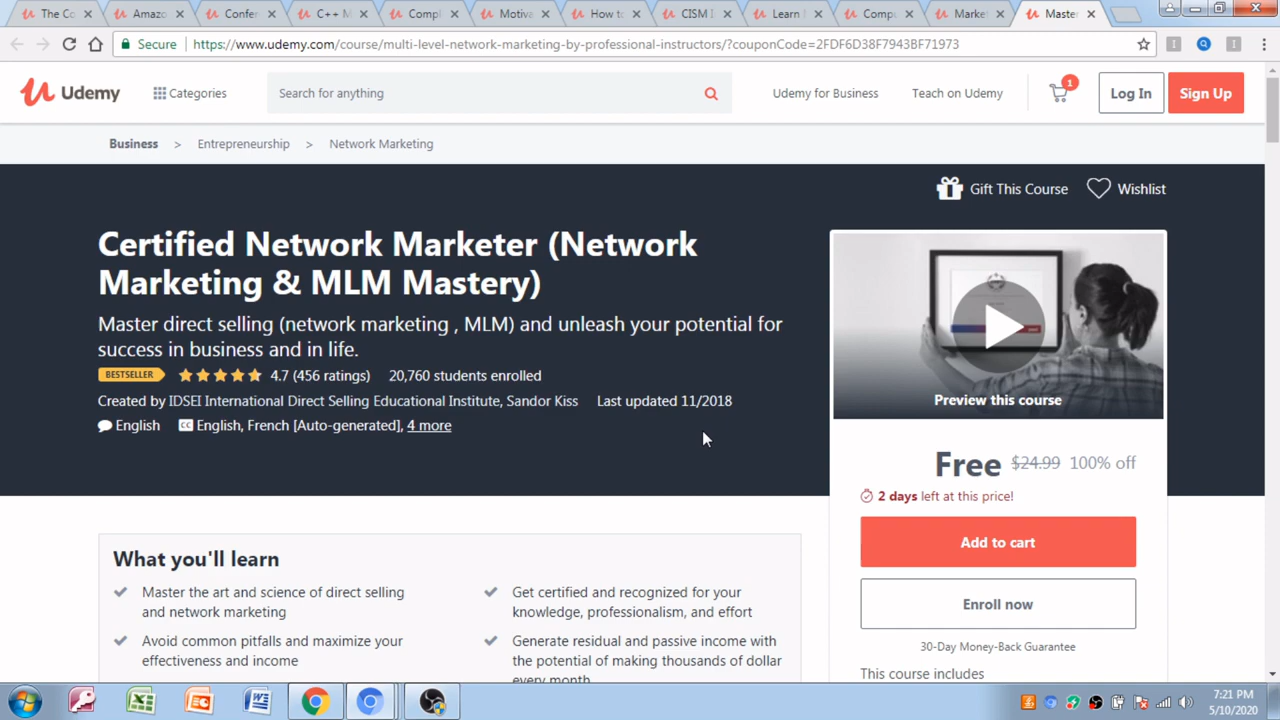 The Co
Amazo
Confer
C++ M
Compl
Motiva
How to
CISM
Learn
Compu
Market
Master
Secure https://www.udemy.com/course/multi-level-network-marketing-by-professional-instructors/?couponCode=2FDF6D38F7943BF71973
Udemy Categories Search for anything Udemy for Business Teach on Udemy 1 Log In Sign Up
Business > Entrepreneurship > Network Marketing
Gift This Course Wishlist
Certified Network Marketer (Network
Marketing & MLM Mastery)
Master direct selling (network marketing , MLM) and unleash your potential for
success in business and in life.
BESTSELLER 4.7 (456 ratings) 20,760 students enrolled
Created by IDSEI International Direct Selling Educational Institute, Sandor Kiss Last updated 11/2018
English CC English, French [Auto-generated], 4 more
Preview this course
Free $24.99 100% off
2 days left at this price!
Add to cart
Enroll now
30-Day Money-Back Guarantee
This course includes
What you'll learn
Master the art and science of direct selling
and network marketing
Avoid common pitfalls and maximize your
effectiveness and income
Get certified and recognized for your
knowledge, professionalism, and effort
Generate residual and passive income with
the potential of making thousands of dollar
every month
7:21 PM
5/10/2020